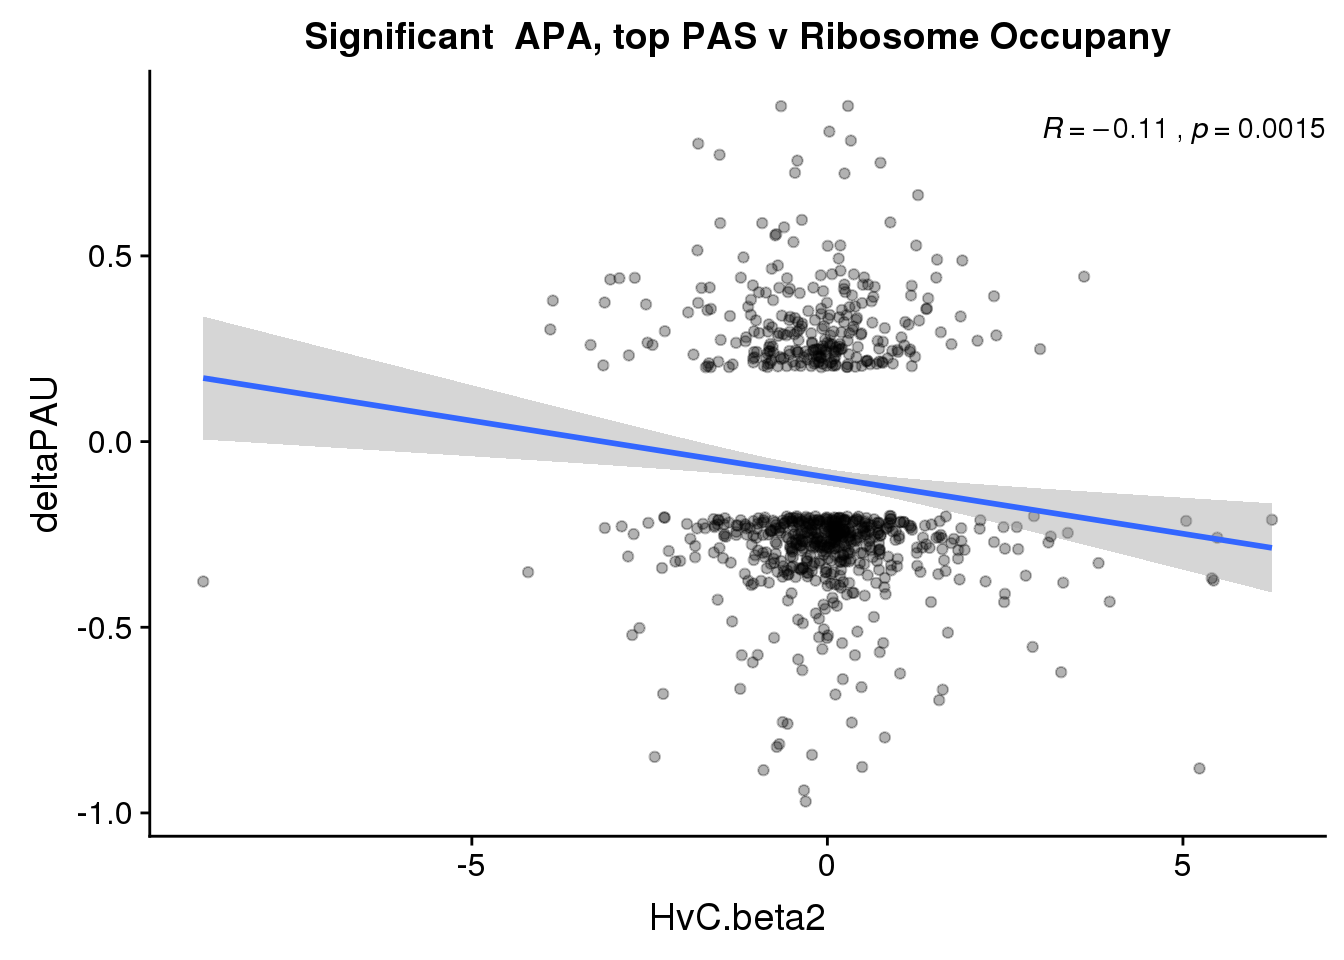 Significant  APA, top PAS v Ribosome Occupany
R = −0.11 , p = 0.0015
0.5
0.0
-0.5
-1.0
deltaPAU
-5
0
5
HvC.beta2